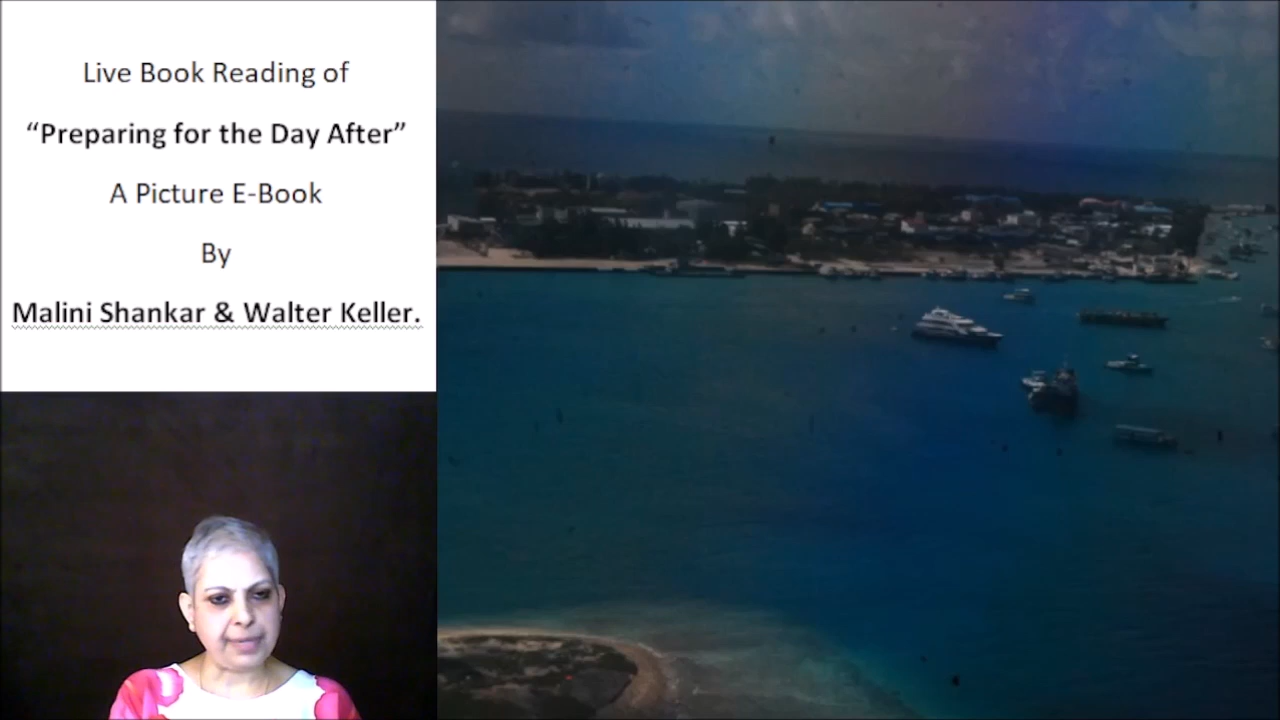 Live Book Reading of
“Preparing for the Day After”
A Picture E-Book
By
Malini Shankar & Walter Keller.